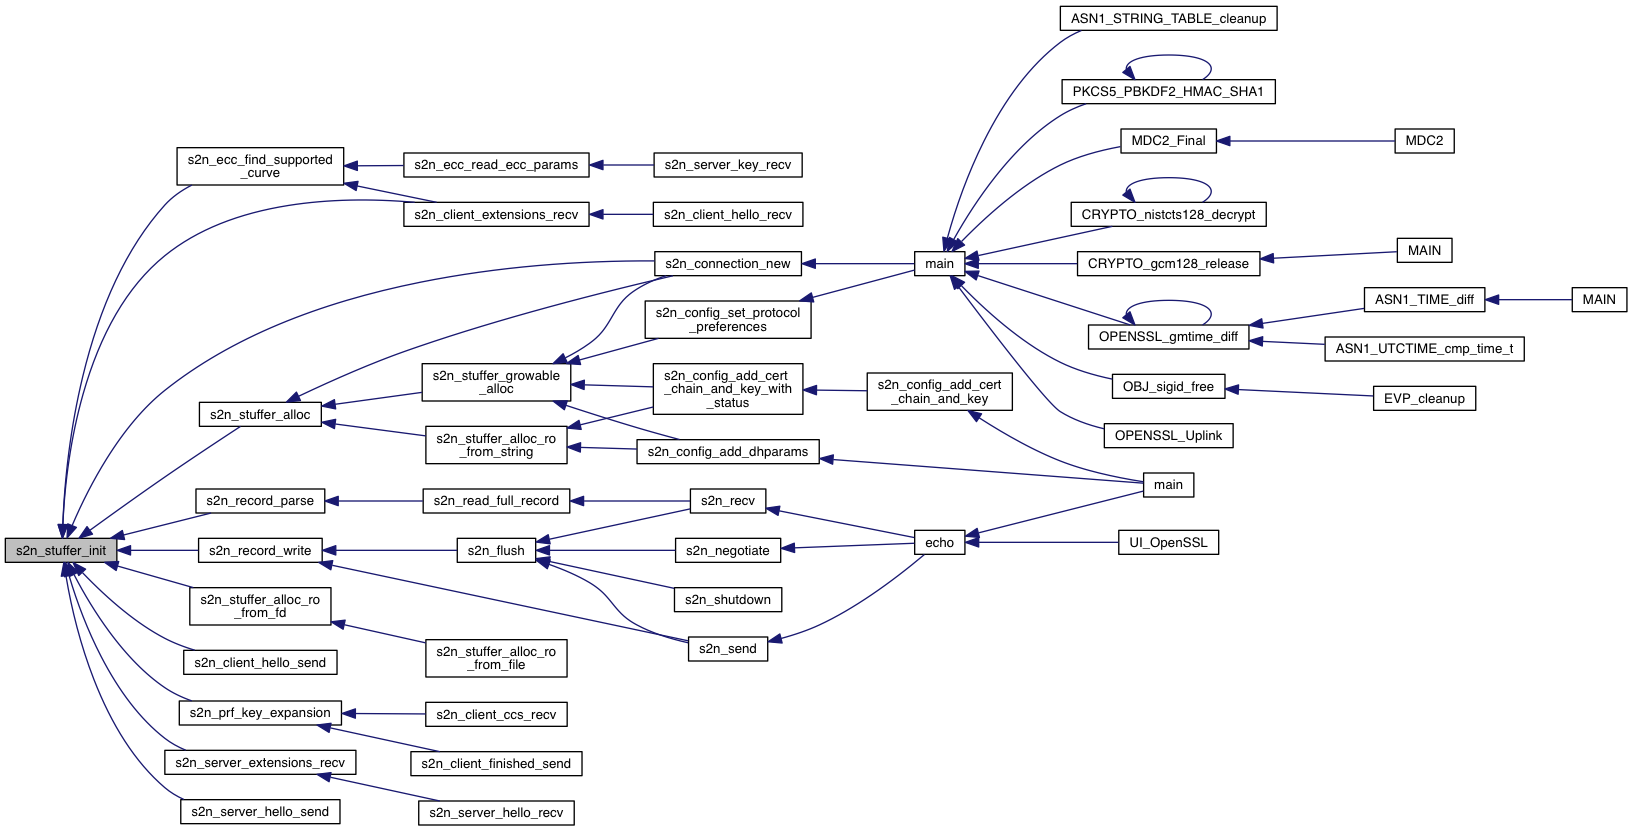 ASN1_STRING_TABLE_cleanup
PKCS5_PBKDF2_HMAC_SHA1
MDC2_Final
MDC2
s2n_ecc_find_supported
_curve
s2n_ecc_read_ecc_params
s2n_server_key_recv
s2n_client_extensions_recv
s2n_client_hello_recv
CRYPTO_nistcts128_decrypt
s2n_connection_new
main
CRYPTO_gcm128_release
MAIN
s2n_config_set_protocol
_preferences
OPENSSL_gmtime_diff
ASN1_TIME_diff
MAIN
ASN1_UTCTIME_cmp_time_t
s2n_stuffer_growable
_alloc
s2n_config_add_cert
_chain_and_key_with
_status
s2n_config_add_cert
_chain_and_key
OBJ_sigid_free
EVP_cleanup
s2n_stuffer_alloc
s2n_stuffer_alloc_ro
_from_string
s2n_config_add_dhparams
OPENSSL_Uplink
main
s2n_record_parse
s2n_read_full_record
s2n_recv
s2n_stuffer_init
s2n_record_write
s2n_flush
s2n_negotiate
echo
UI_OpenSSL
s2n_stuffer_alloc_ro
_from_fd
s2n_shutdown
s2n_send
s2n_client_hello_send
s2n_stuffer_alloc_ro
_from_file
s2n_prf_key_expansion
s2n_client_ccs_recv
s2n_client_finished_send
s2n_server_extensions_recv
s2n_server_hello_send
s2n_server_hello_recv